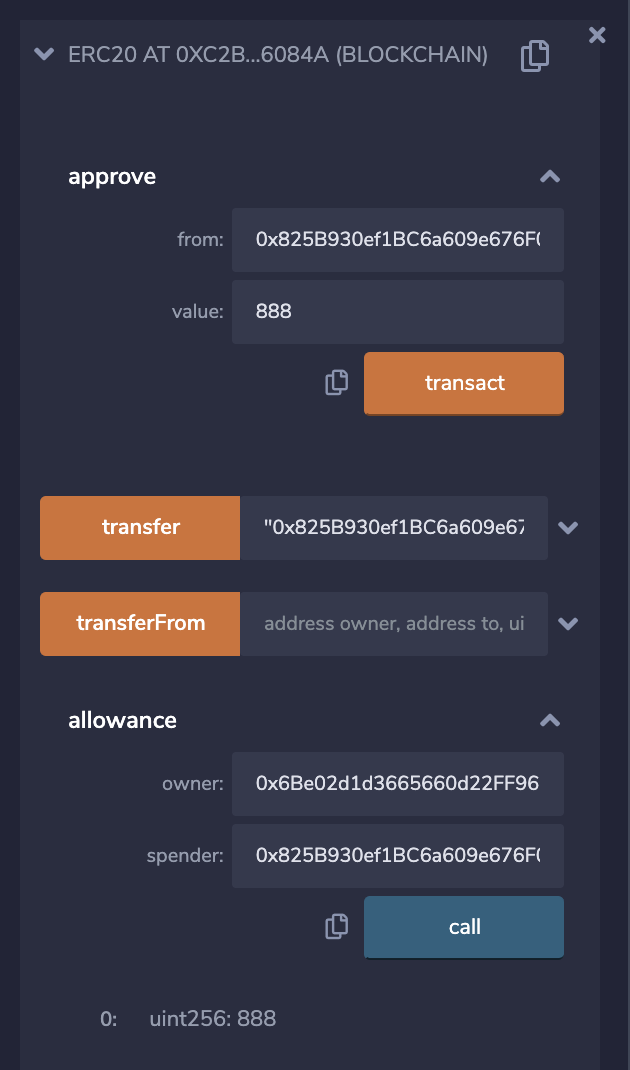 ERC20 AT 0XC2B...6084A (BLOCKCHAIN)
approve
from: 0x825B930ef1BC6a609e676F
value: 888
transact
transfer "0x825B930ef1BC6a609e67
transferFrom address owner, address to, ui
allowance
owner: 0x6Be02d1d3665660d22FF96
spender: 0x825B930ef1BC6a609e676F
call
0: uint256: 888